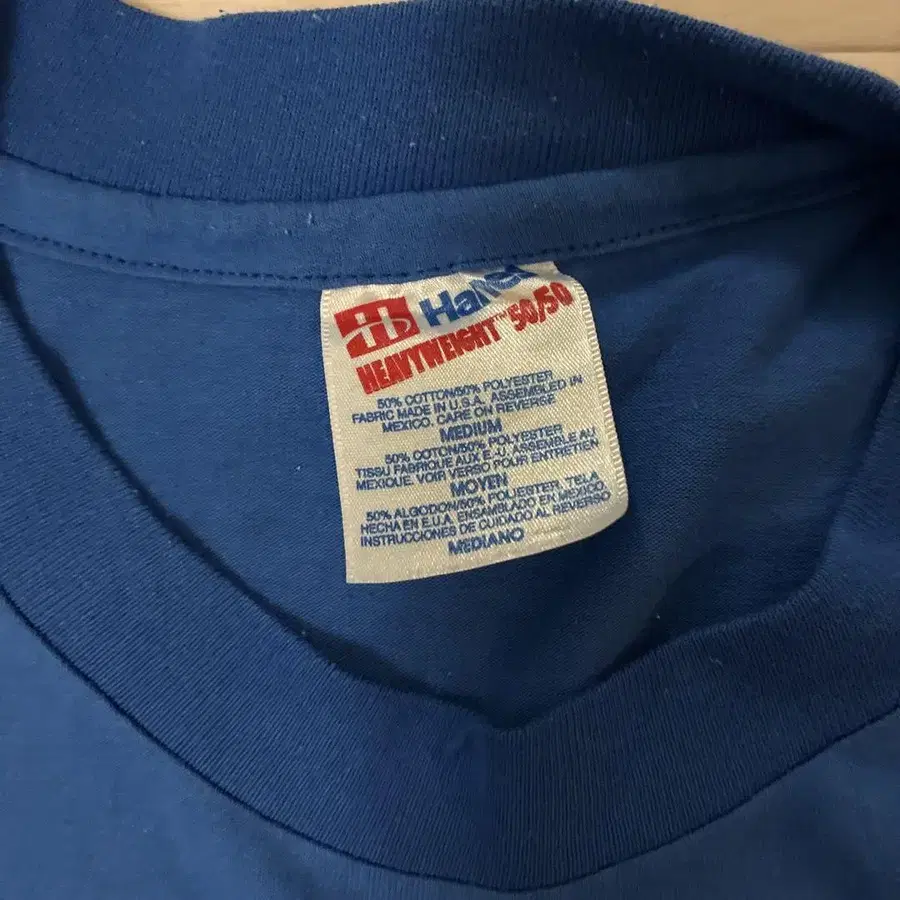 Hanes
HEAVYWEIGHT™ 50/50
50% COTTON/50% POLYESTER
FABRIC MADE IN U.S.A. ASSEMBLED IN
MEXICO. CARE ON REVERSE
MEDIUM
50% COTON/50% POLYESTER
TISSU FABRIQUE AUX E.-U. ASSEMBLE AU
MEXIQUE. VOIR VERSO POUR ENTRETIEN
MOYEN
50% ALGODON/50% POLIESTER, TELA
HECHA EN E.U.A. ENSAMBLADO EN MEXICO
INSTRUCCIONES DE CUIDADO AL REVERSO
MEDIANO